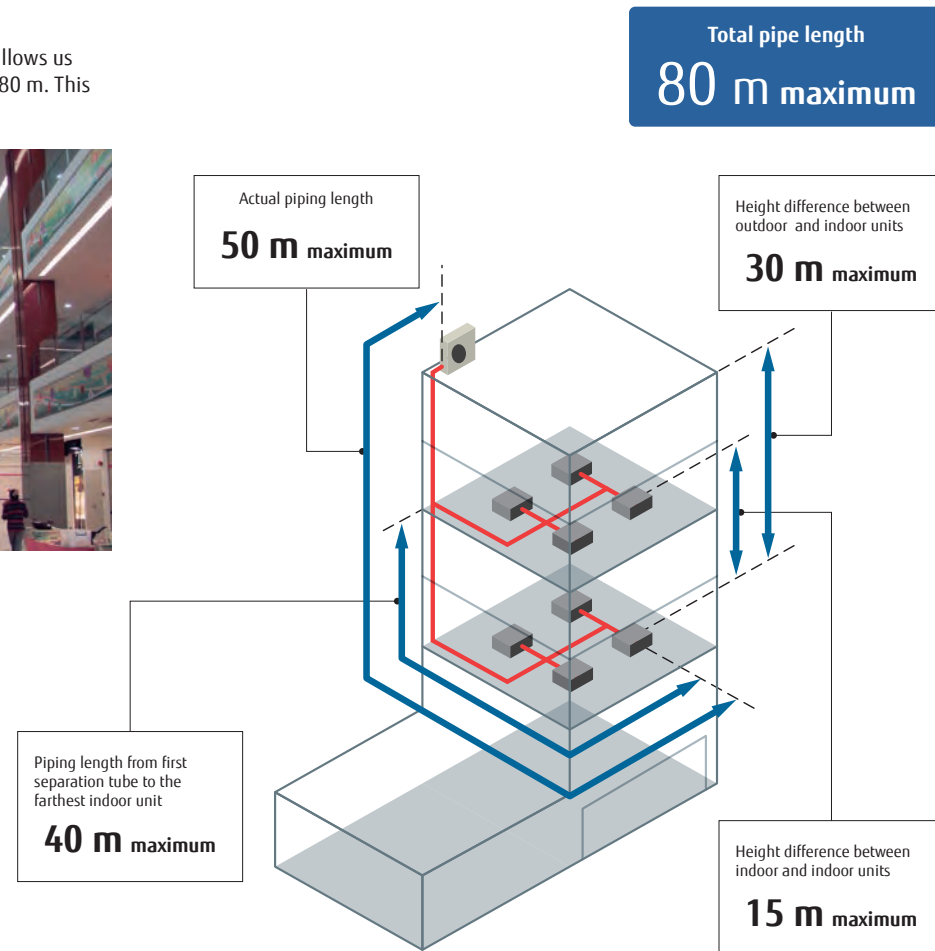 llows us
80 m. This
Total pipe length
80 m maximum
Actual piping length
50 m maximum
Height difference between
outdoor and indoor units
30 m maximum
Piping length from first
separation tube to the
farthest indoor unit
40 m maximum
Height difference between
indoor and indoor units
15 m maximum